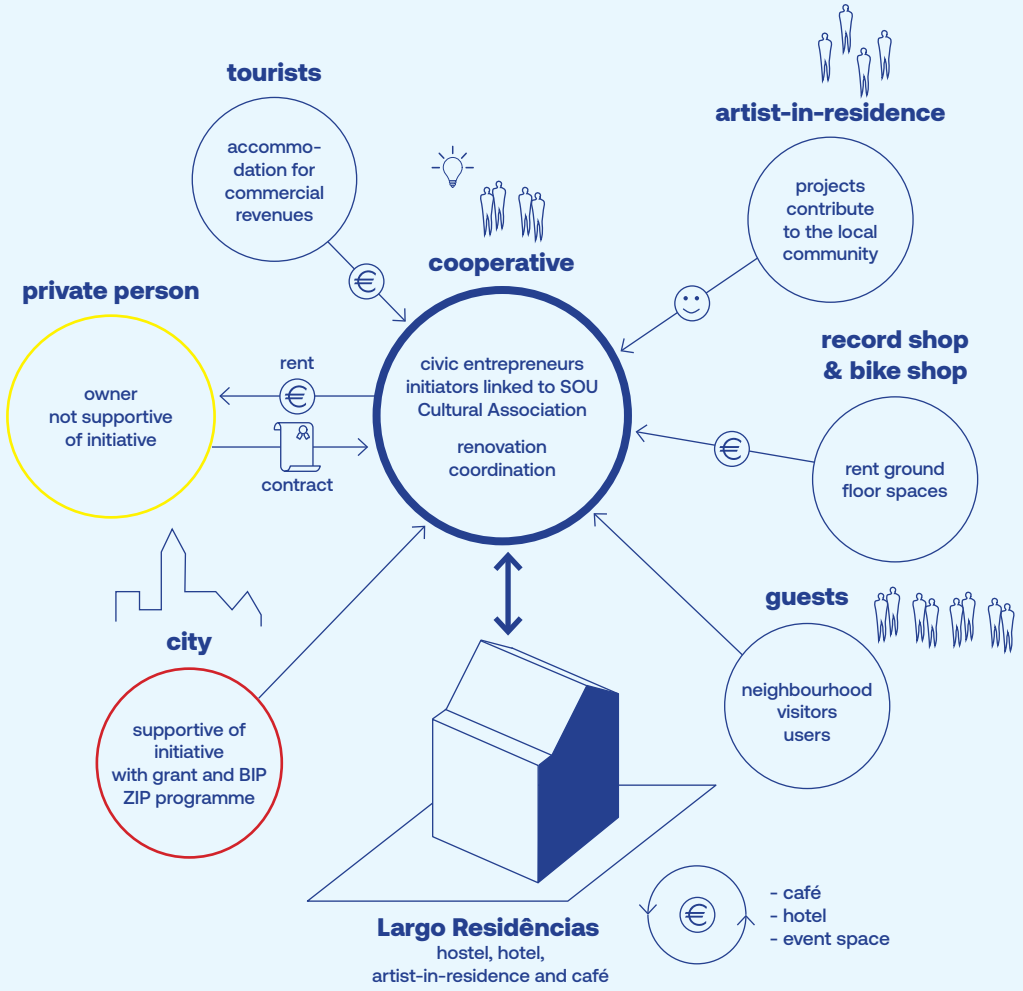 tourists
accommo-
dation for
commercial
revenues
artist-in-residence
projects
contribute
to the local
community
cooperative
civic entrepreneurs
initiators linked to SOU
Cultural Association
renovation
coordination
private person
owner
not supportive
of initiative
rent
€
contract
€
€
record shop
& bike shop
rent ground
floor spaces
guests
neighbourhood
visitors
users
city
supportive of
initiative
with grant and BIP
ZIP programme
Largo Residências
hostel, hotel,
artist-in-residence and café
€
- café
- hotel
- event space